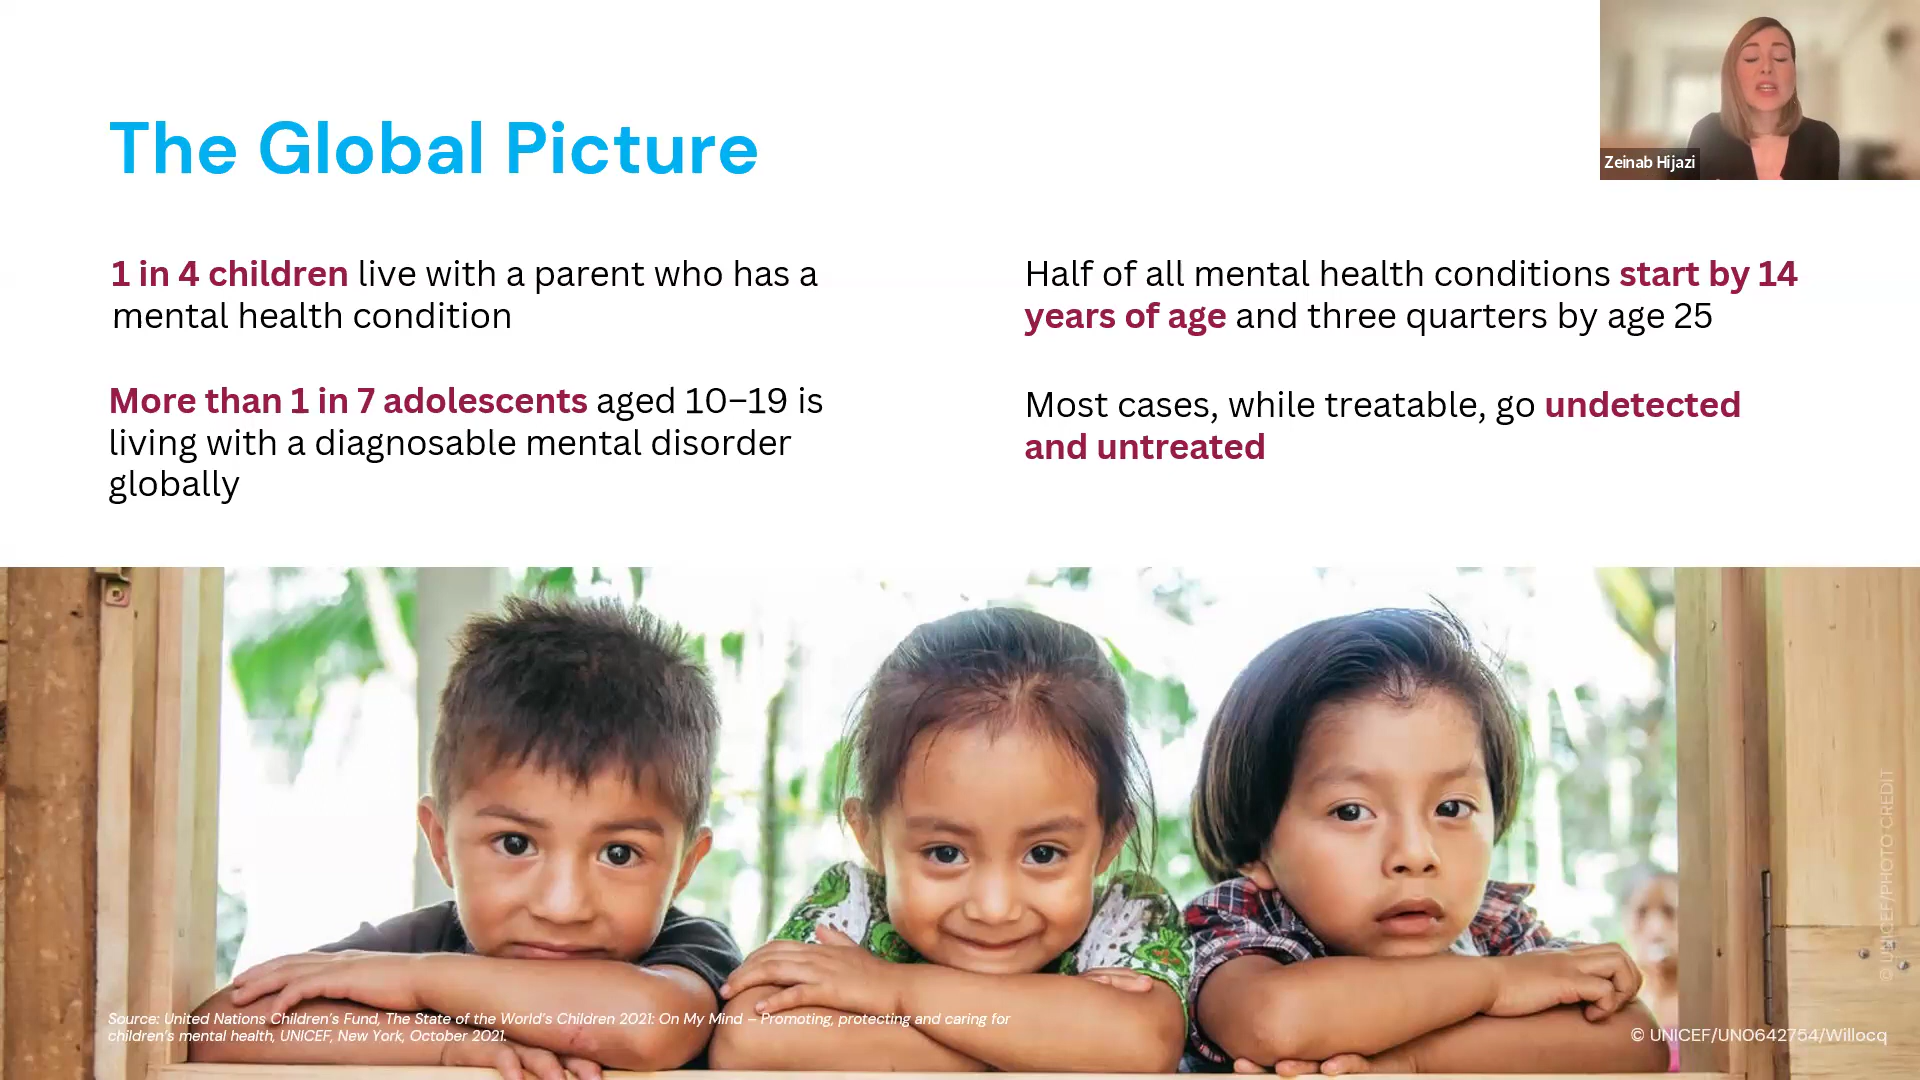 The Global Picture
Zeinab Hijazi
1 in 4 children live with a parent who has a
mental health condition
More than 1 in 7 adolescents aged 10–19 is
living with a diagnosable mental disorder
globally
Half of all mental health conditions start by 14
years of age and three quarters by age 25
Most cases, while treatable, go undetected
and untreated
© UNICEF/PHOTO CREDIT
Source: United Nations Children's Fund, The State of the World's Children 2021: On My Mind – Promoting, protecting and caring for
children's mental health, UNICEF, New York, October 2021.
© UNICEF/UN0642754/Willocq